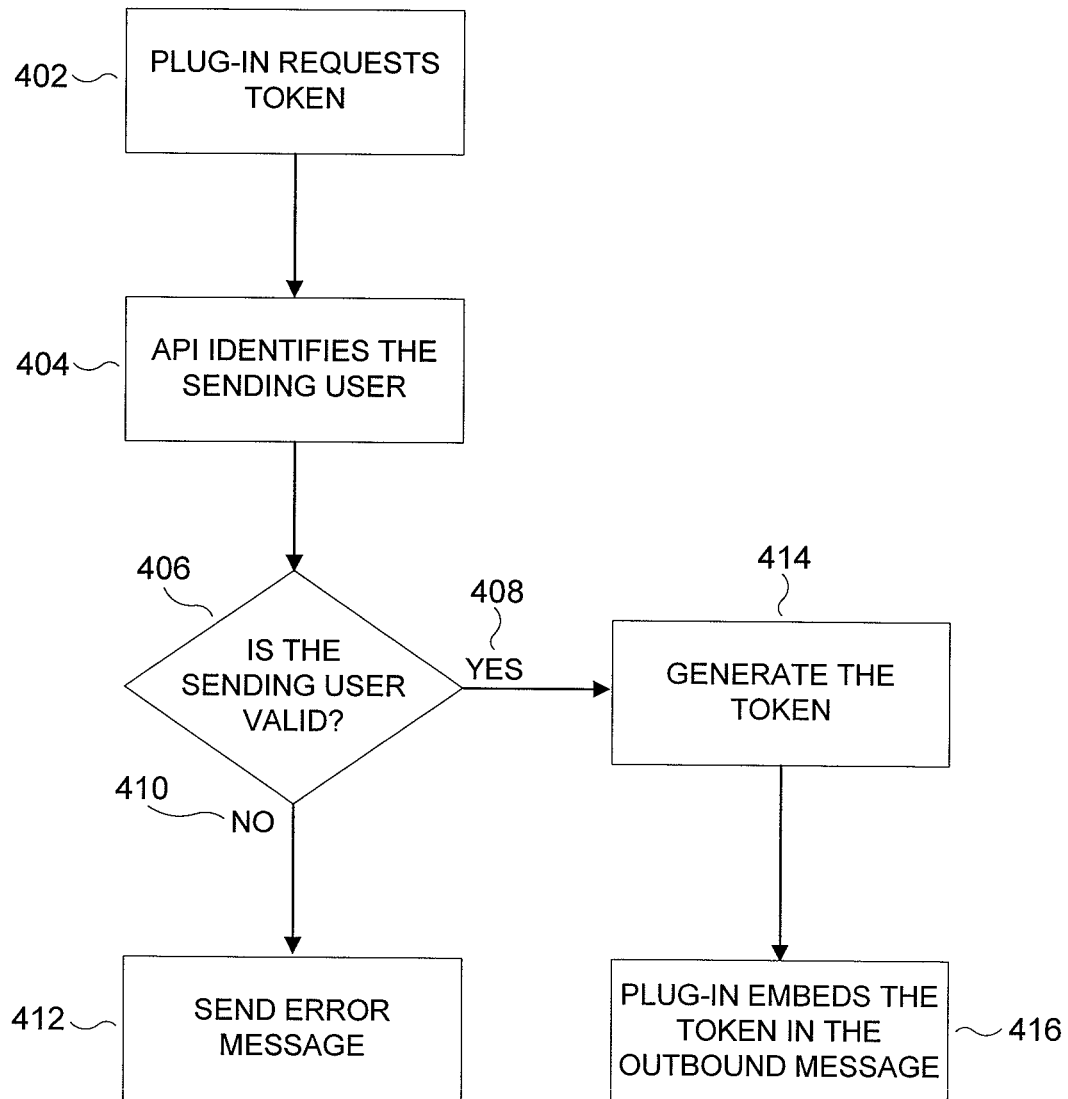 402
PLUG-IN REQUESTS
TOKEN
404
API IDENTIFIES THE
SENDING USER
406
IS THE
SENDING USER
VALID?
408
YES
414
GENERATE THE
TOKEN
410
NO
412
SEND ERROR
MESSAGE
PLUG-IN EMBEDS THE
TOKEN IN THE
OUTBOUND MESSAGE
416